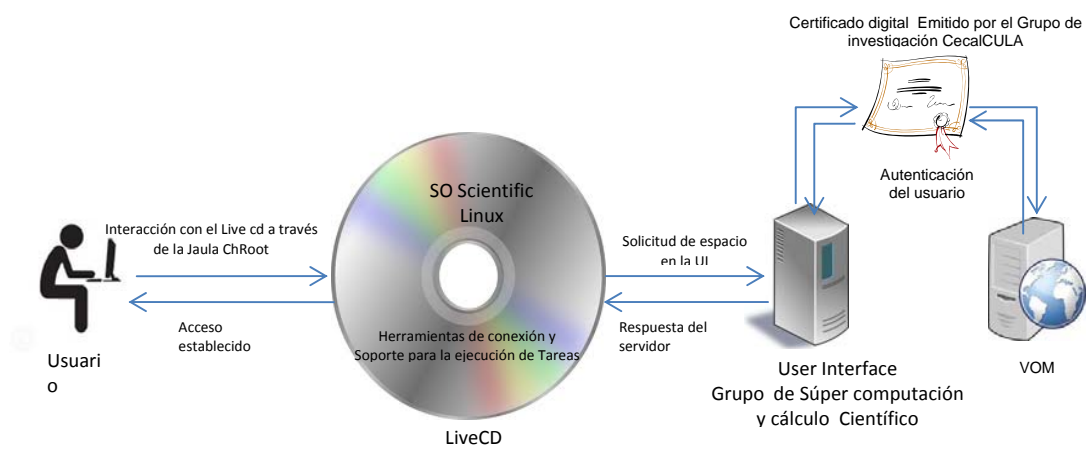 Certificado digital Emitido por el Grupo de
investigación CecalCULA
Autenticación
del usuario
SO Scientific
Linux
Interacción con el Live cd a través
de la Jaula ChRoot
Solicitud de espacio
en la UI
Acceso
establecido
Herramientas de conexión y
Soporte para la ejecución de Tareas
Respuesta del
servidor
Usuari
o
LiveCD
User Interface
Grupo de Súper computación
y cálculo Científico
VOM